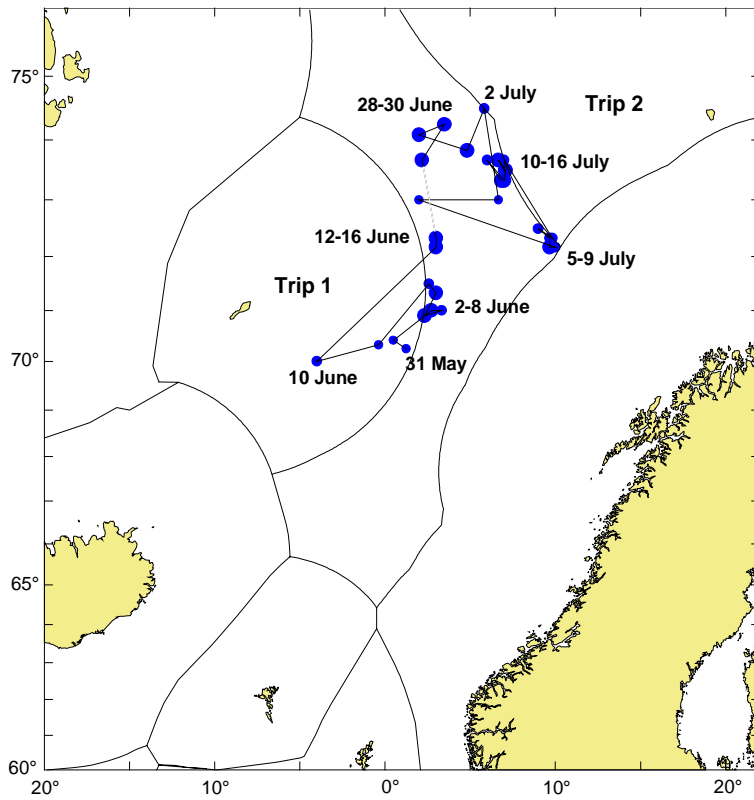 75°
2 July
Trip 2
28-30 June
10-16 July
12-16 June
5-9 July
Trip 1
2-8 June
70°
31 May
10 June
65°
60°
20°
10°
0°
10°
20°